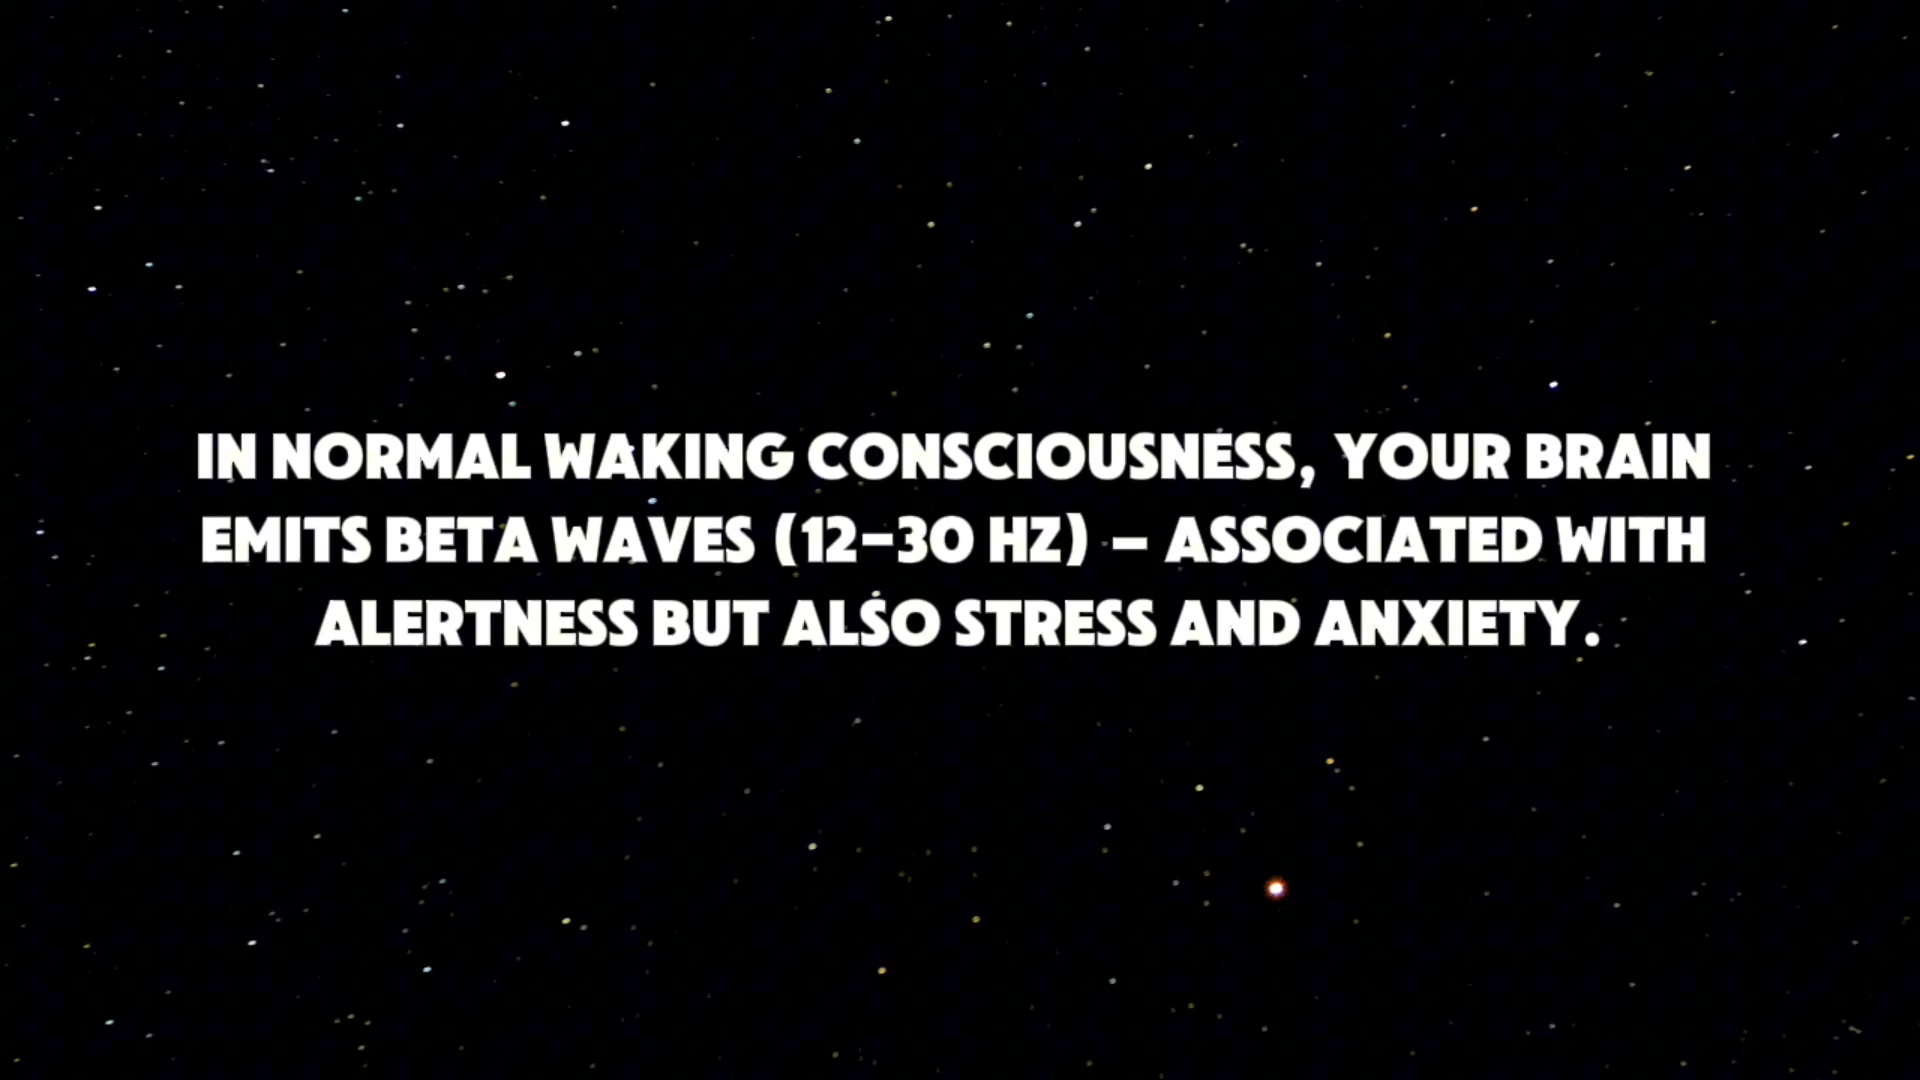 IN NORMAL WAKING CONSCIOUSNESS, YOUR BRAIN
EMITS BETA WAVES (12–30 HZ) – ASSOCIATED WITH
ALERTNESS BUT ALSO STRESS AND ANXIETY.